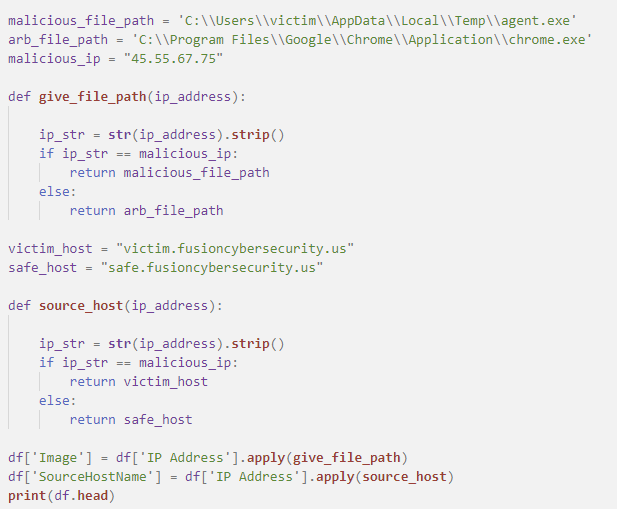 malicious_file_path = 'C:\\Users\\victim\\AppData\\Local\\Temp\\agent.exe'
arb_file_path = 'C:\\Program Files\\Google\\Chrome\\Application\\chrome.exe'
malicious_ip = "45.55.67.75"

def give_file_path(ip_address):

    ip_str = str(ip_address).strip()
    if ip_str == malicious_ip:
        return malicious_file_path
    else:
        return arb_file_path

victim_host = "victim.fusioncybersecurity.us"
safe_host = "safe.fusioncybersecurity.us"

def source_host(ip_address):

    ip_str = str(ip_address).strip()
    if ip_str == malicious_ip:
        return victim_host
    else:
        return safe_host

df['Image'] = df['IP Address'].apply(give_file_path)
df['SourceHostName'] = df['IP Address'].apply(source_host)
print(df.head)